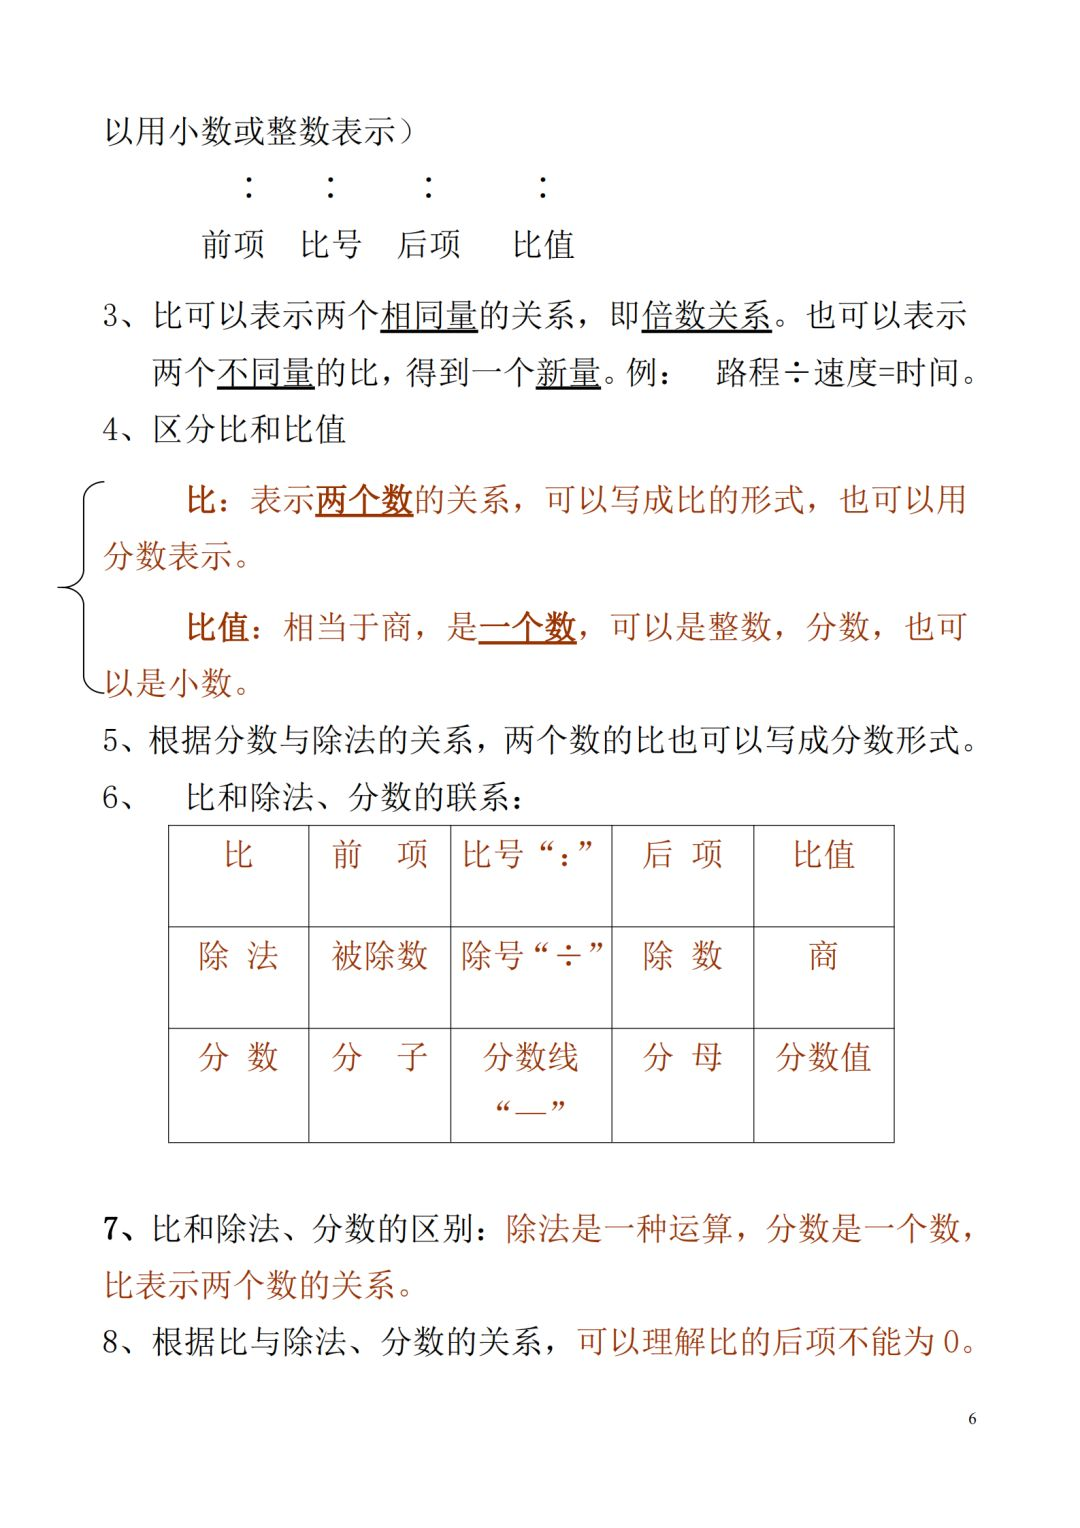 以用小数或整数表示）
∶ ∶ ∶ ∶
前项 比号 后项 比值
3、比可以表示两个相同量的关系，即倍数关系。也可以表示
两个不同量的比，得到一个新量。例： 路程÷速度=时间。
4、区分比和比值
比：表示两个数的关系，可以写成比的形式，也可以用
分数表示。
比值：相当于商，是一个数，可以是整数，分数，也可
以是小数。
5、根据分数与除法的关系，两个数的比也可以写成分数形式。
6、 比和除法、分数的联系：
比 前 项 比号“：” 后 项 比值
除 法 被除数 除号“÷” 除 数 商
分 数 分 子 分数线 分 母 分数值
“—”
7、比和除法、分数的区别：除法是一种运算，分数是一个数，
比表示两个数的关系。
8、根据比与除法、分数的关系，可以理解比的后项不能为 0。
6